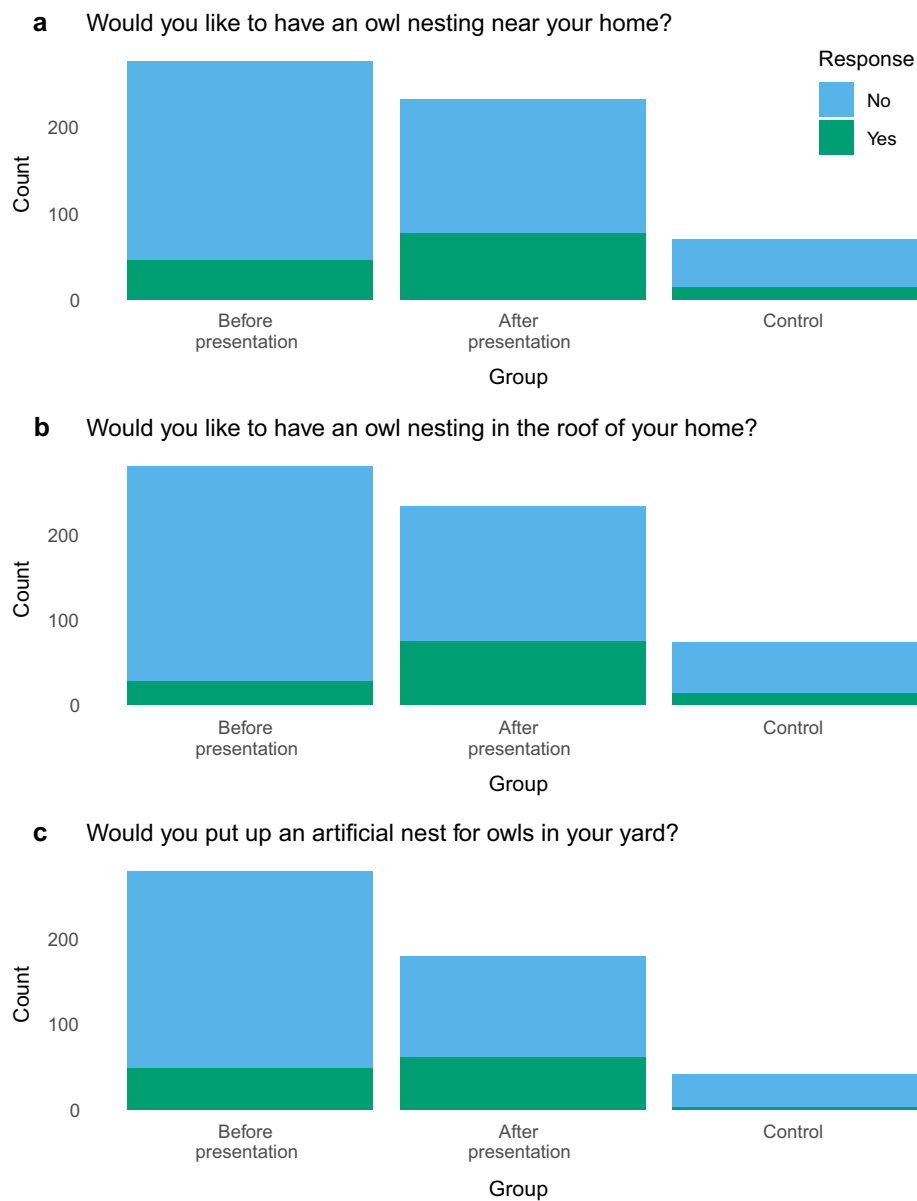 a Would you like to have an owl nesting near your home?
Response
No
Yes
Count
200
100
0
Before
presentation
After
presentation
Control
Group
b Would you like to have an owl nesting in the roof of your home?
Count
200
100
0
Before
presentation
After
presentation
Control
Group
c Would you put up an artificial nest for owls in your yard?
Count
200
100
0
Before
presentation
After
presentation
Control
Group